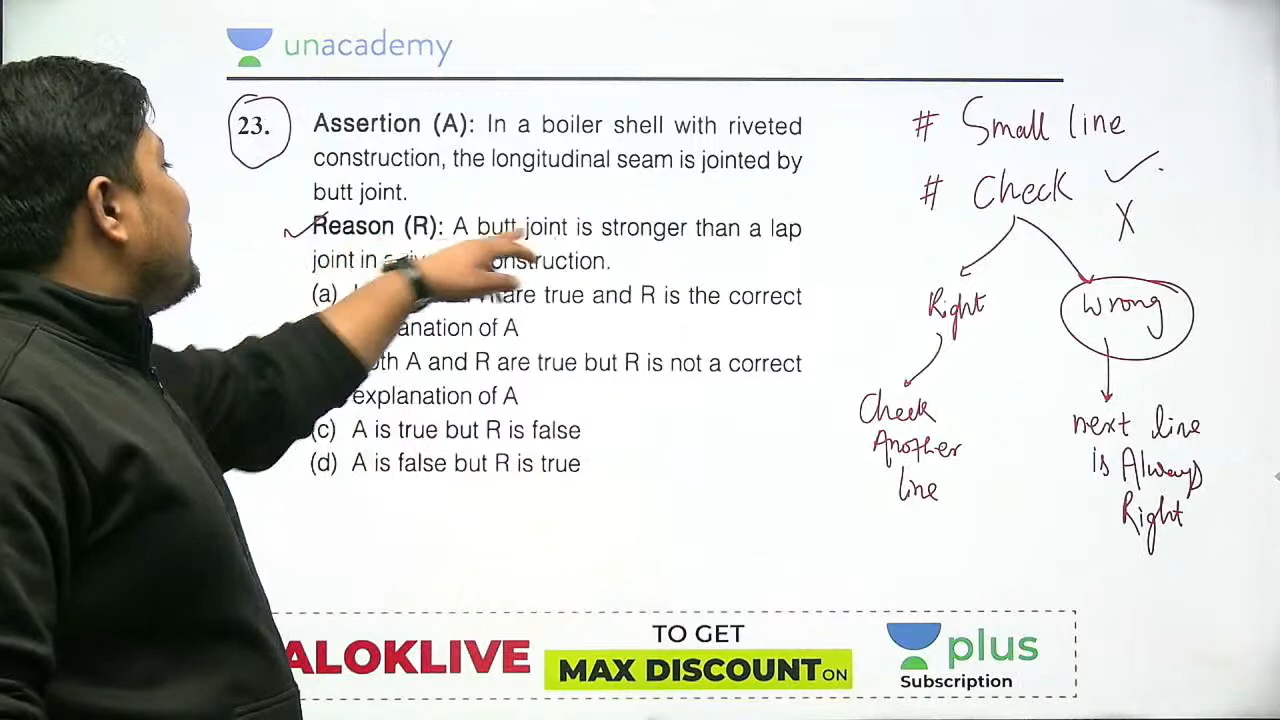 unacademy
23. Assertion (A): In a boiler shell with riveted
construction, the longitudinal seam is jointed by
butt joint.
Reason (R): A butt joint is stronger than a lap
joint in construction.
(a) are true and R is the correct
of A
A and R are true but R is not a correct
explanation of A
(c) A is true but R is false
(d) A is false but R is true
# Small line
# Check
Right
Wrong
Check
Another
line
next line
is Always
Right
ALOKLIVE
TO GET
MAX DISCOUNT ON
plus
Subscription